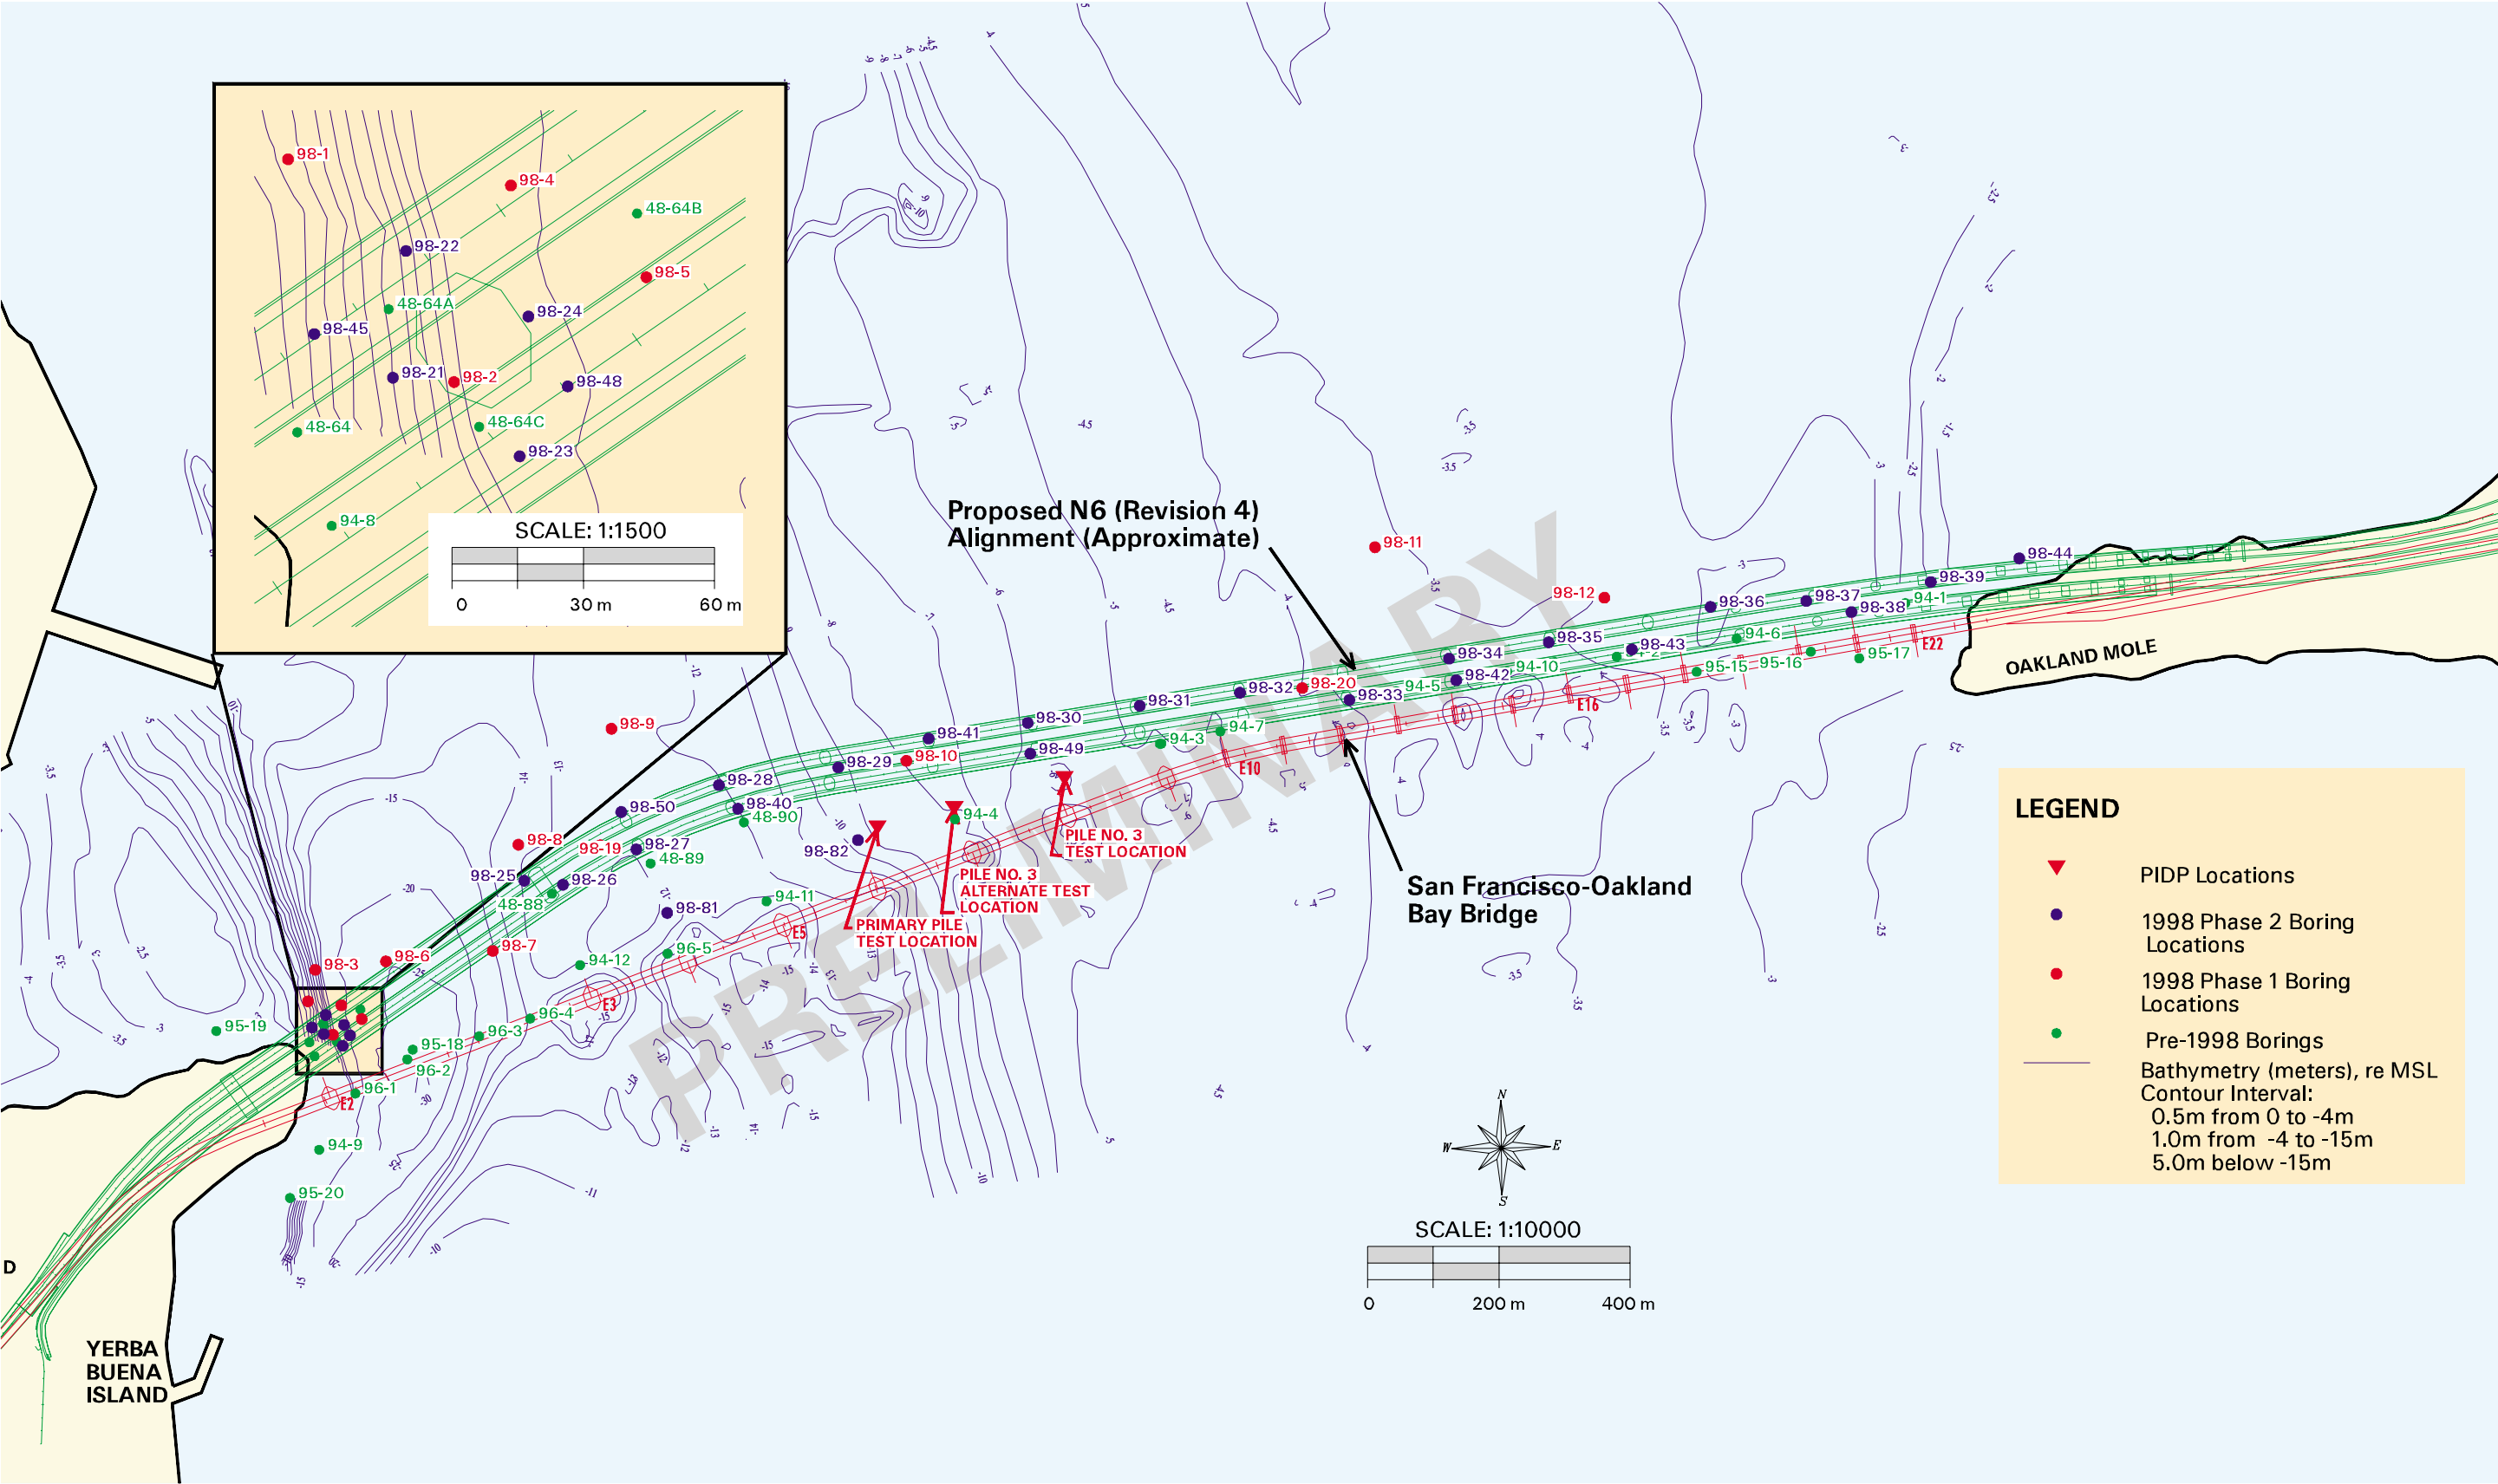 98-1
98-4
48-64B
98-22
98-5
48-64A
98-24
98-45
98-21
98-2
98-48
48-64
48-64C
98-23
94-8
SCALE: 1:1500
0 30 m 60 m
Proposed N6 (Revision 4)
Alignment (Approximate)
98-11
98-12
98-44
98-39
94-1
98-36
98-37
98-38
94-6
98-35
98-43
E22
OAKLAND MOLE
98-34
94-10
95-15
95-16
95-17
98-42
94-5
98-20
98-32
98-33
E16
98-31
98-30
94-7
94-3
98-9
98-41
98-49
98-10
98-29
E10
98-28
98-50
98-40
48-90
94-4
PILE NO. 3
TEST LOCATION
98-8
98-19
98-27
48-89
98-82
98-25
98-26
48-88
PILE NO. 3
ALTERNATE TEST
LOCATION
San Francisco-Oakland
Bay Bridge
94-11
98-81
PRIMARY PILE
TEST LOCATION
E5
98-7
96-5
94-12
98-3
98-6
E3
96-4
95-19
96-3
95-18
96-2
96-1
E2
94-9
95-20
PRELIMINARY
LEGEND
PIDP Locations
1998 Phase 2 Boring
Locations
1998 Phase 1 Boring
Locations
Pre-1998 Borings
Bathymetry (meters), re MSL
Contour Interval:
0.5m from 0 to -4m
1.0m from -4 to -15m
5.0m below -15m
N
W E
S
SCALE: 1:10000
0 200 m 400 m
D
YERBA
BUENA
ISLAND